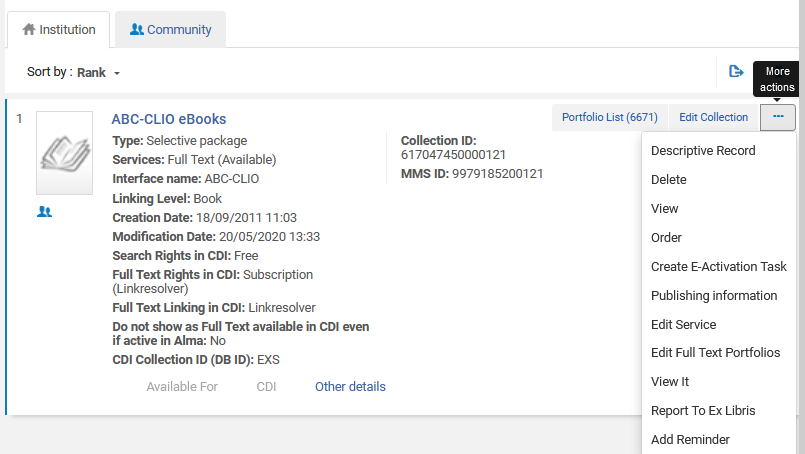 Institution
Community
Sort by : Rank
More
actions
1
ABC-CLIO eBooks
Portfolio List (6671)
Edit Collection
...
Type: Selective package
Services: Full Text (Available)
Interface name: ABC-CLIO
Linking Level: Book
Creation Date: 18/09/2011 11:03
Modification Date: 20/05/2020 13:33
Search Rights in CDI: Free
Full Text Rights in CDI: Subscription
(Linkresolver)
Full Text Linking in CDI: Linkresolver
Do not show as Full Text available in CDI even
if active in Alma: No
CDI Collection ID (DB ID): EXS
Collection ID:
617047450000121
MMS ID: 9979185200121
Available For
CDI
Other details
Descriptive Record
Delete
View
Order
Create E-Activation Task
Publishing information
Edit Service
Edit Full Text Portfolios
View It
Report To Ex Libris
Add Reminder